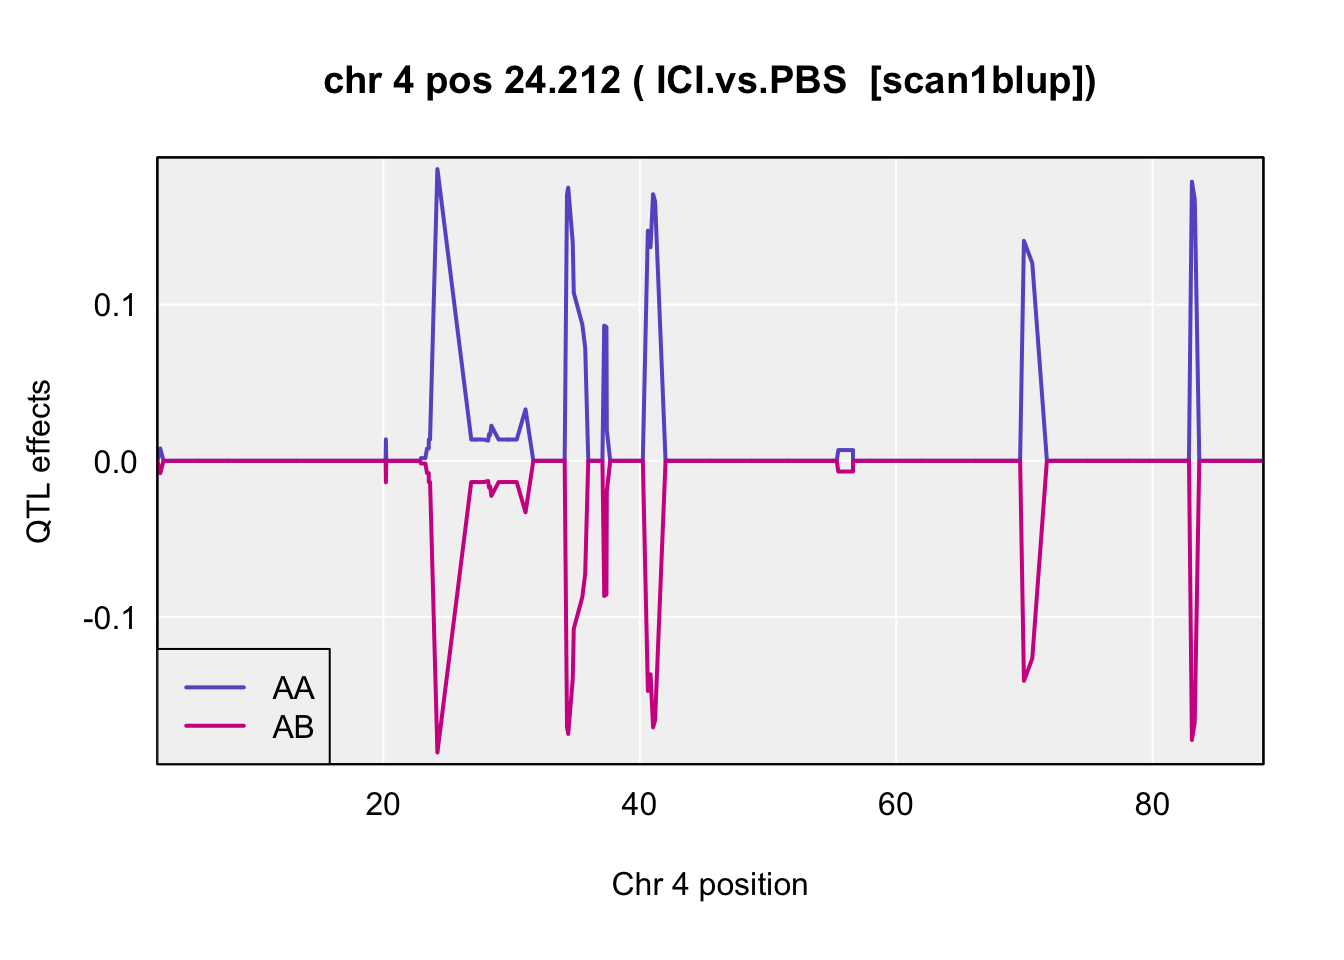 chr 4 pos 24.212 ( ICI.vs.PBS  [scan1blup])
QTL effects
0.1
0.0
-0.1
AA
AB
20 40 60 80
Chr 4 position